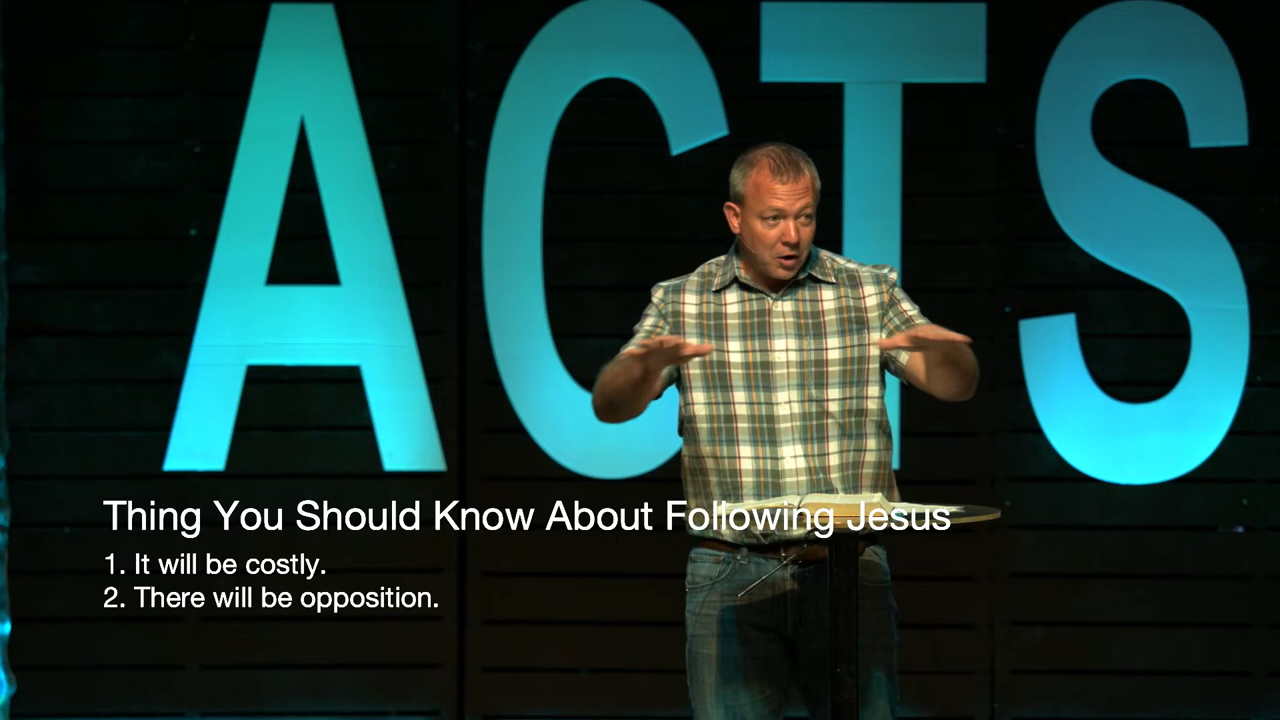 ACTS
Thing You Should Know About Following Jesus
1. It will be costly.
2. There will be opposition.